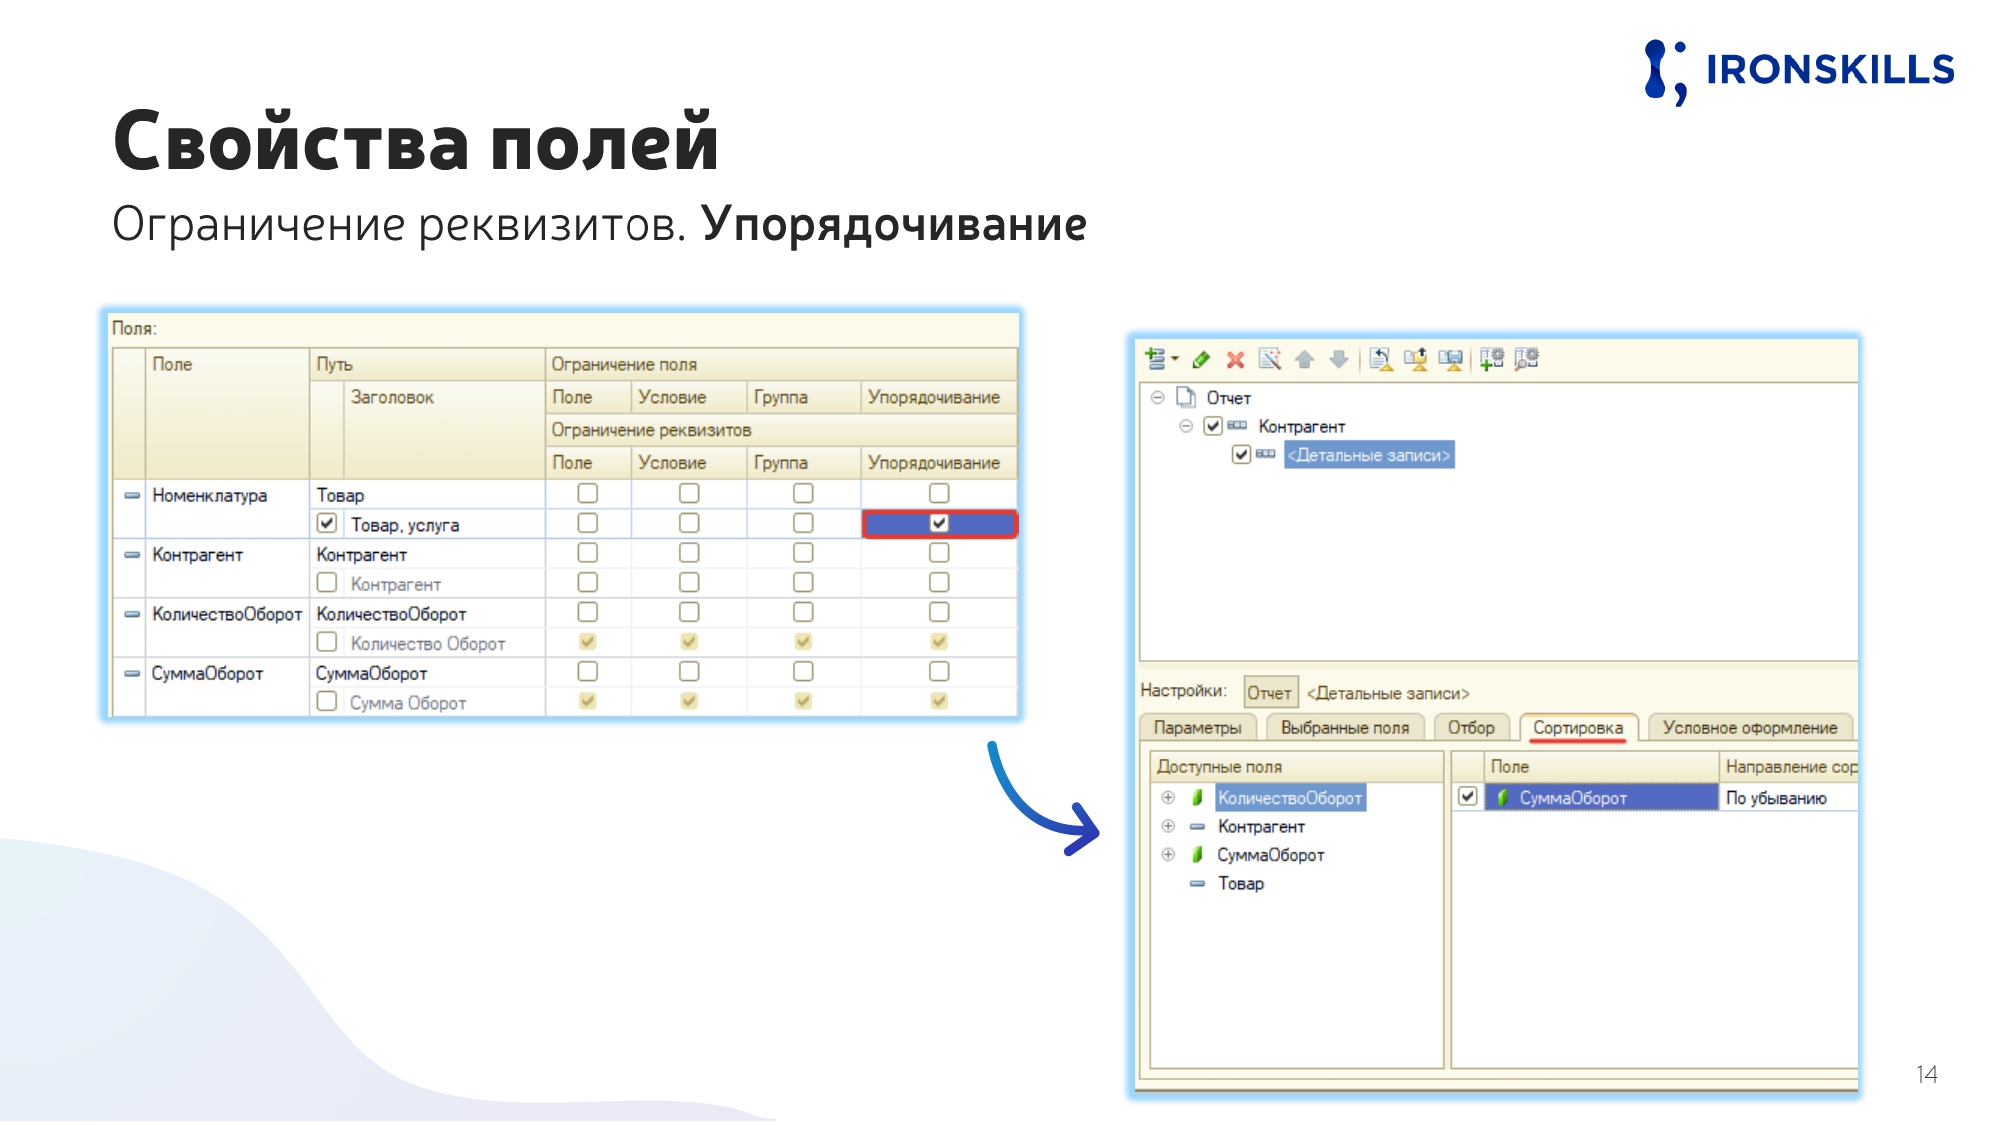 IRONSKILLS
Свойства полей
Ограничение реквизитов. Упорядочивание
Поля:
Поле Путь Ограничение поля
Заголовок Поле Условие Группа Упорядочивание
Ограничение реквизитов
Поле Условие Группа Упорядочивание
Номенклатура Товар
Товар, услуга
Контрагент Контрагент
Контрагент
КоличествоОборот КоличествоОборот
Количество Оборот
СуммаОборот СуммаОборот
Сумма Оборот
Отчет
Контрагент
<Детальные записи>
Настройки: Отчет <Детальные записи>
Параметры Выбранные поля Отбор Сортировка Условное оформление
Доступные поля Поле Направление сор
КоличествоОборот СуммаОборот По убыванию
Контрагент
СуммаОборот
Товар
14